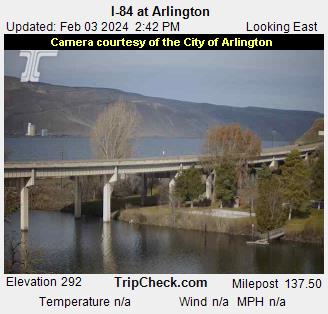 I-84 at Arlington
Updated: Feb 03 2024 2:42 PM Looking East
Camera courtesy of the City of Arlington
Elevation 292 TripCheck.com Milepost 137.50
Temperature n/a Wind n/a MPH n/a